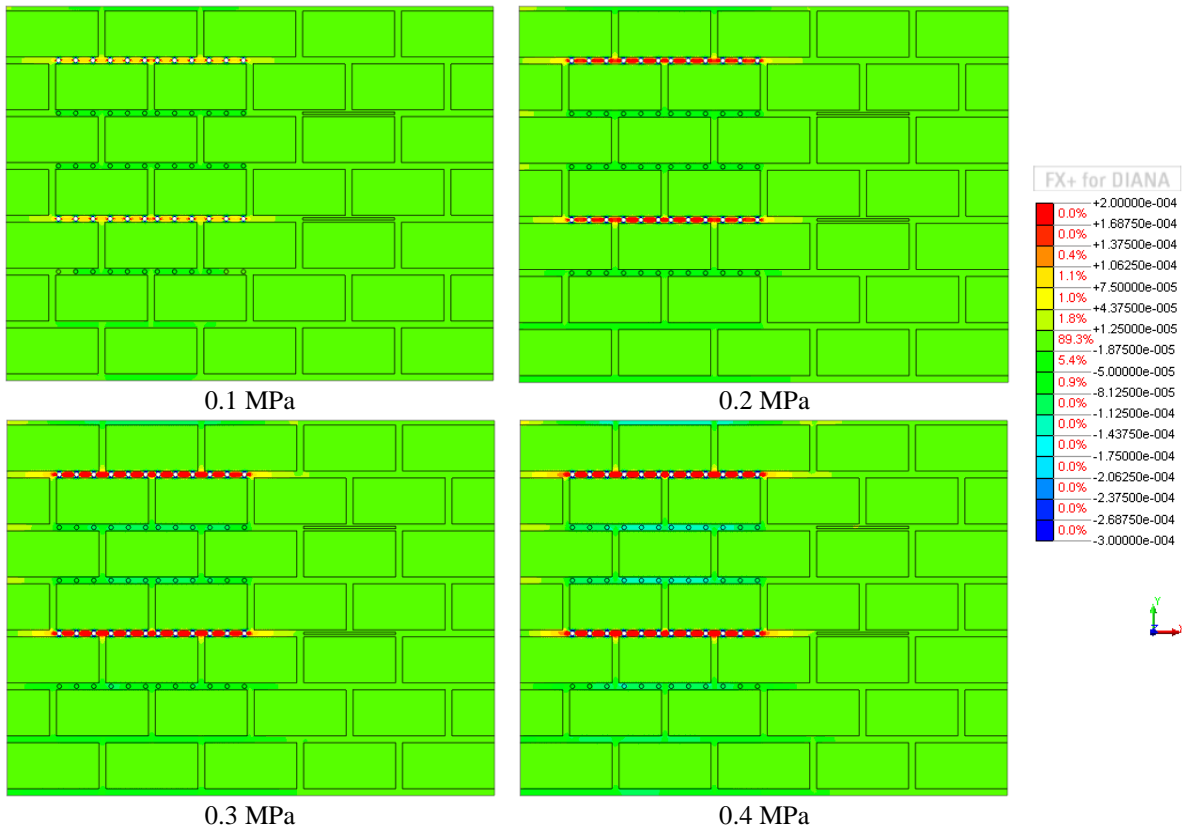 0.1 MPa
0.2 MPa
0.3 MPa
0.4 MPa
FX+ for DIANA
+2.00000e-004
0.0%
+1.68750e-004
0.0%
+1.37500e-004
0.4%
+1.06250e-004
1.1%
+7.50000e-005
1.0%
+4.37500e-005
1.8%
+1.25000e-005
89.3%
-1.87500e-005
5.4%
-5.00000e-005
0.9%
-8.12500e-005
0.0%
-1.12500e-004
0.0%
-1.43750e-004
0.0%
-1.75000e-004
0.0%
-2.06250e-004
0.0%
-2.37500e-004
0.0%
-2.68750e-004
0.0%
-3.00000e-004
Y